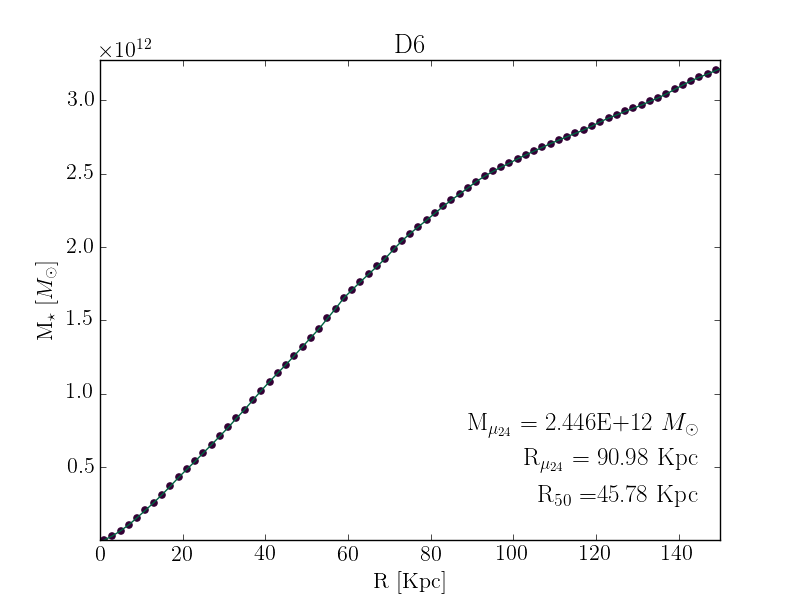 D6
×10¹²
3.0
2.5
2.0
1.5
1.0
0.5
M⋆ [M⊙]
M_μ₂₄ = 2.446E+12 M⊙
R_μ₂₄ = 90.98 Kpc
R₅₀ =45.78 Kpc
0 20 40 60 80 100 120 140
R [Kpc]